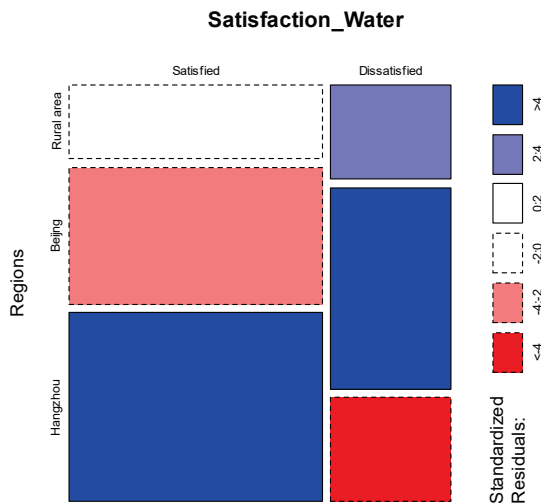 Satisfaction_Water
Satisfied
Dissatisfied
Rural area
Beijing
Hangzhou
Regions
>4
2:4
0:2
-2:0
-4:-2
<-4
Standardized
Residuals: